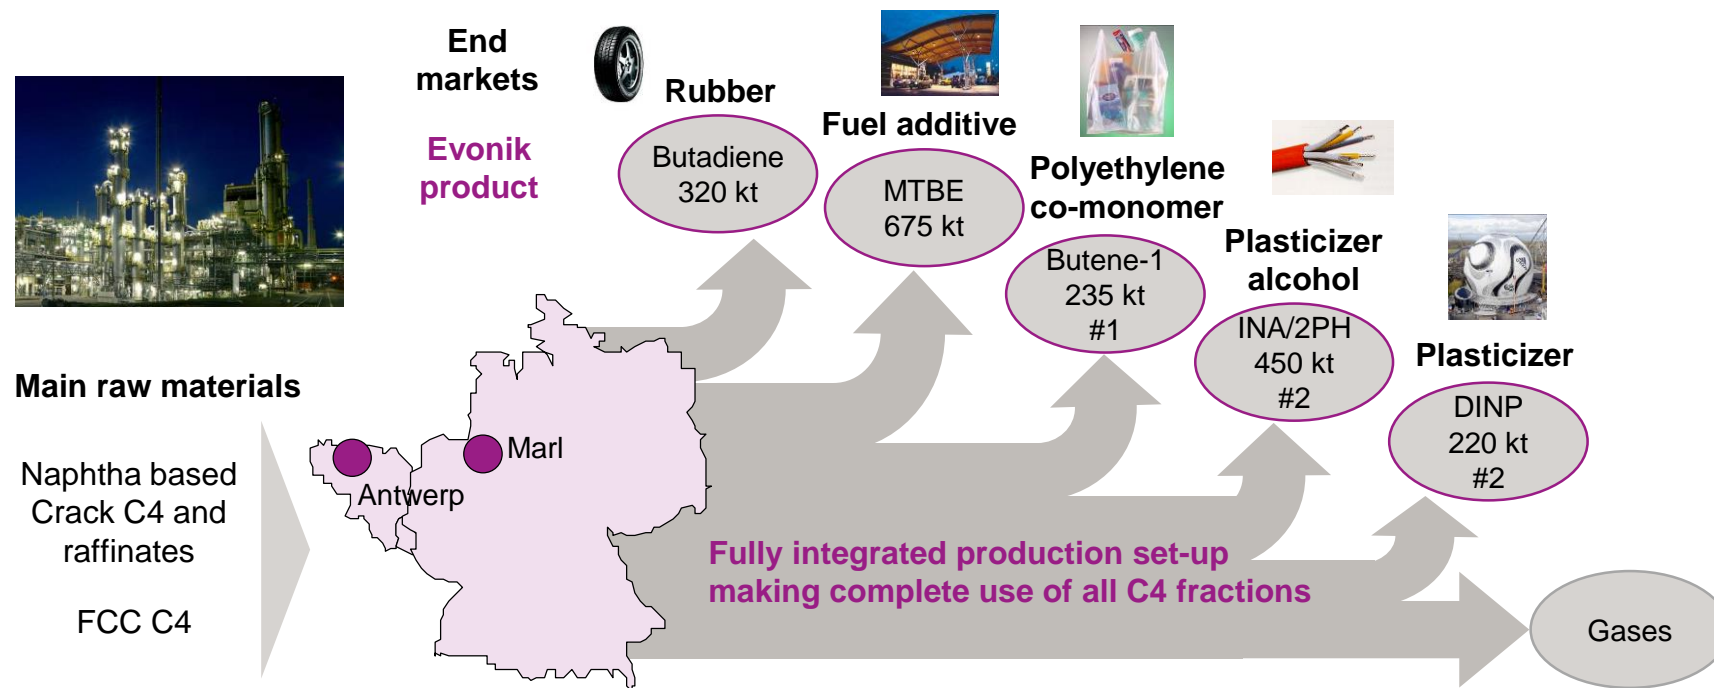 End
markets
Evonik
product
Rubber
Butadiene
320 kt
Fuel additive
MTBE
675 kt
Polyethylene
co-monomer
Butene-1
235 kt
#1
Plasticizer
alcohol
INA/2PH
450 kt
#2
Plasticizer
DINP
220 kt
#2
Main raw materials
Naphtha based
Crack C4 and
raffinates
FCC C4
Marl
Antwerp
Fully integrated production set-up
making complete use of all C4 fractions
Gases